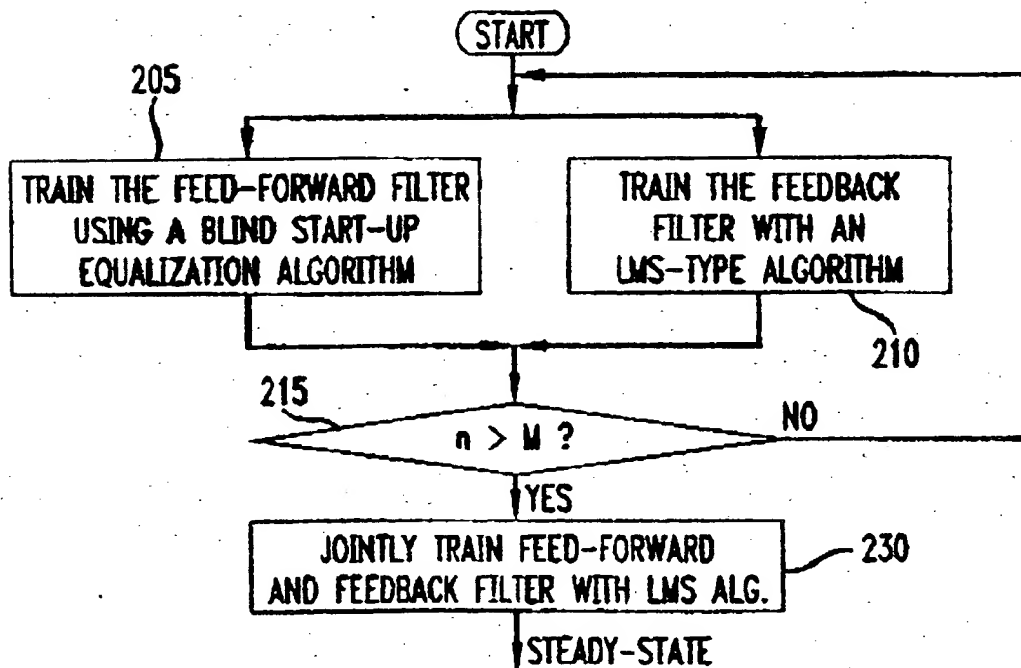 START
205
TRAIN THE FEED-FORWARD FILTER
USING A BLIND START-UP
EQUALIZATION ALGORITHM
TRAIN THE FEEDBACK
FILTER WITH AN
LMS-TYPE ALGORITHM
210
215
n > M ?
NO
YES
JOINTLY TRAIN FEED-FORWARD
AND FEEDBACK FILTER WITH LMS ALG.
230
STEADY-STATE